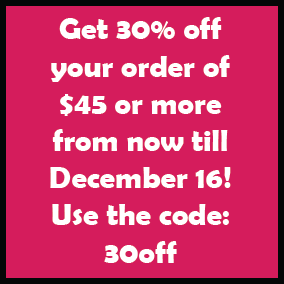 Get 30% off
your order of
$45 or more
from now till
December 16!
Use the code:
30off